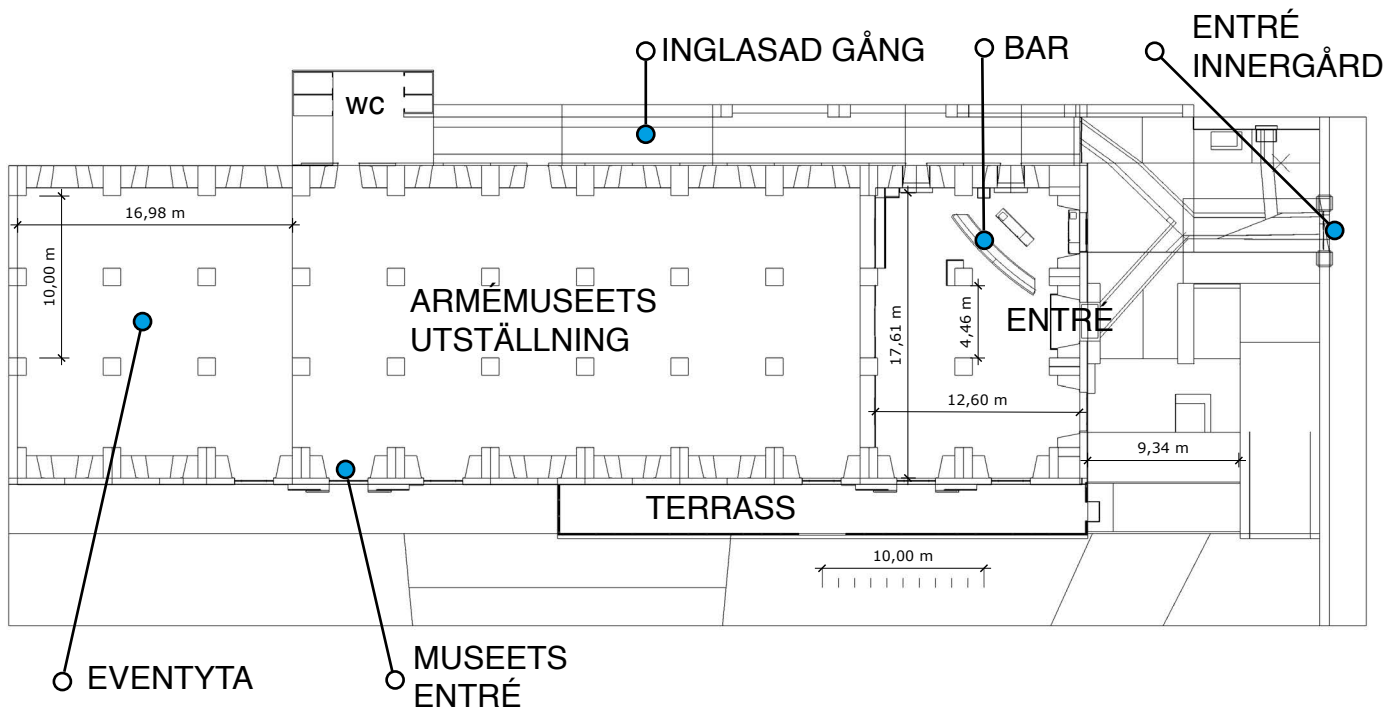 INGLASAD GÅNG
BAR
ENTRÉ
INNERGÅRD
WC
16,98 m
10,00 m
ARMÉMUSEETS
UTSTÄLLNING
17,61 m
4,46 m
ENTRÉ
12,60 m
9,34 m
TERRASS
10,00 m
EVENTYTA
MUSEETS
ENTRÉ